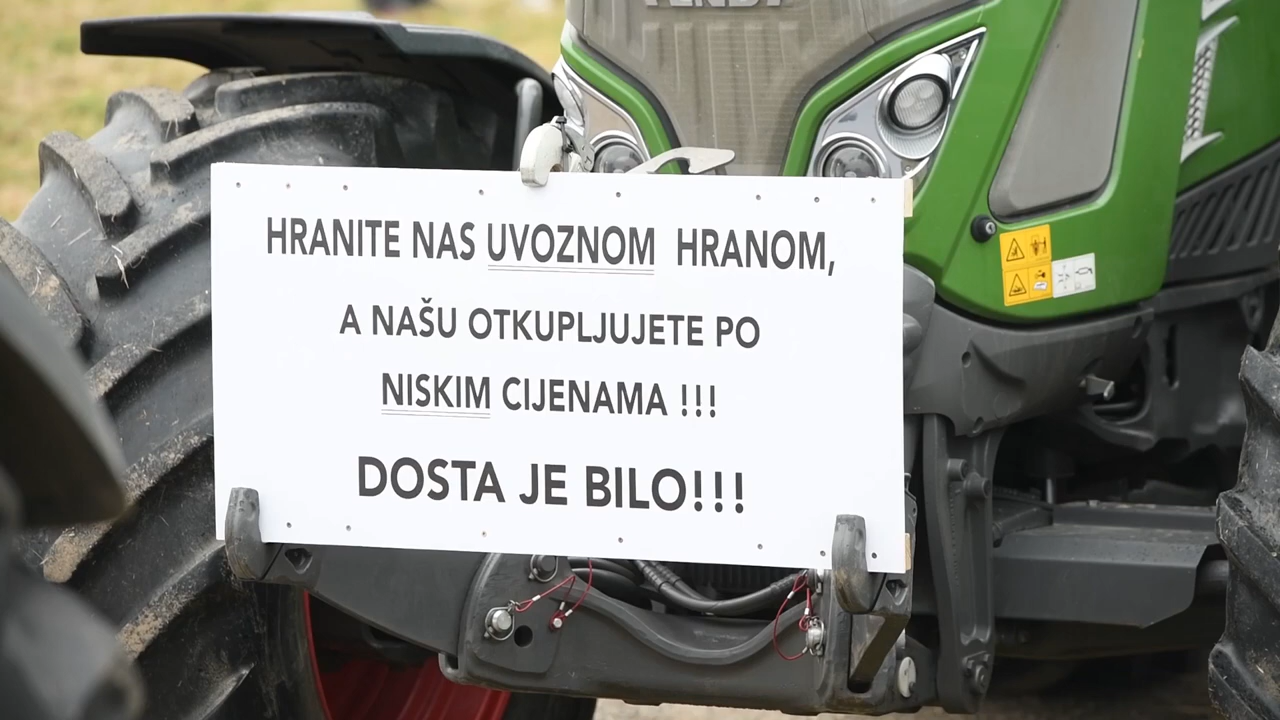 HRANITE NAS UVOZNOM HRANOM,
A NAŠU OTKUPLJUJETE PO
NISKIM CIJENAMA !!!
DOSTA JE BILO!!!